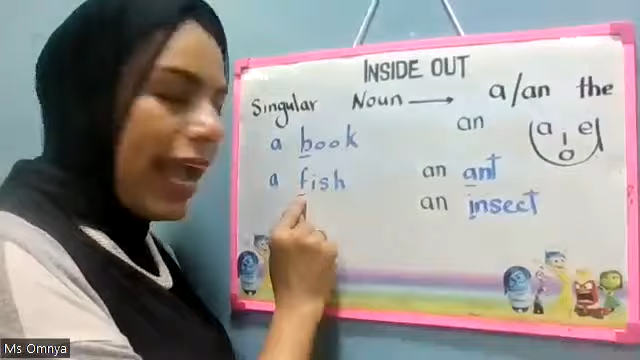 INSIDE OUT
Singular Noun → a/an the
a book
a fish
an
a i e
o
an ant
an insect
Ms Omnya